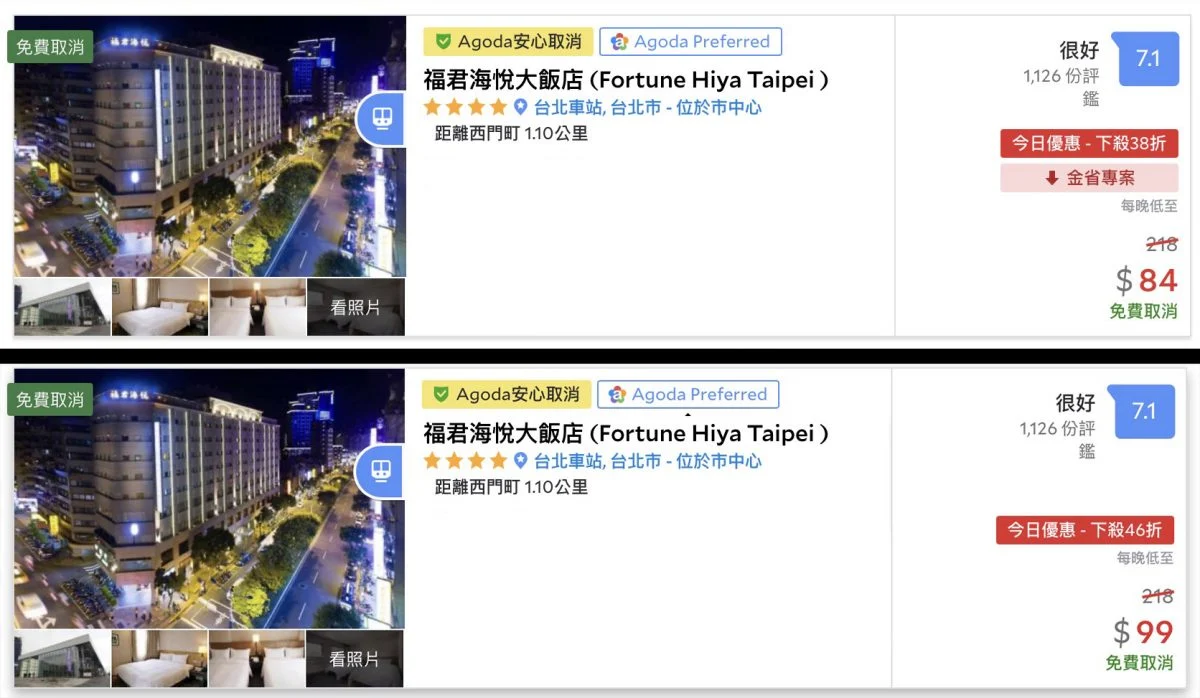 免費取消
福君海悅
看照片
Agoda安心取消
a Agoda Preferred
福君海悅大飯店 (Fortune Hiya Taipei )
台北車站, 台北市 - 位於市中心
距離西門町 1.10公里
很好
7.1
1,126 份評
鑑
今日優惠 - 下殺38折
金省專案
每晚低至
218
$ 84
免費取消
免費取消
福君海悅
看照片
Agoda安心取消
a Agoda Preferred
福君海悅大飯店 (Fortune Hiya Taipei )
台北車站, 台北市 - 位於市中心
距離西門町 1.10公里
很好
7.1
1,126 份評
鑑
今日優惠 - 下殺46折
每晚低至
218
$ 99
免費取消